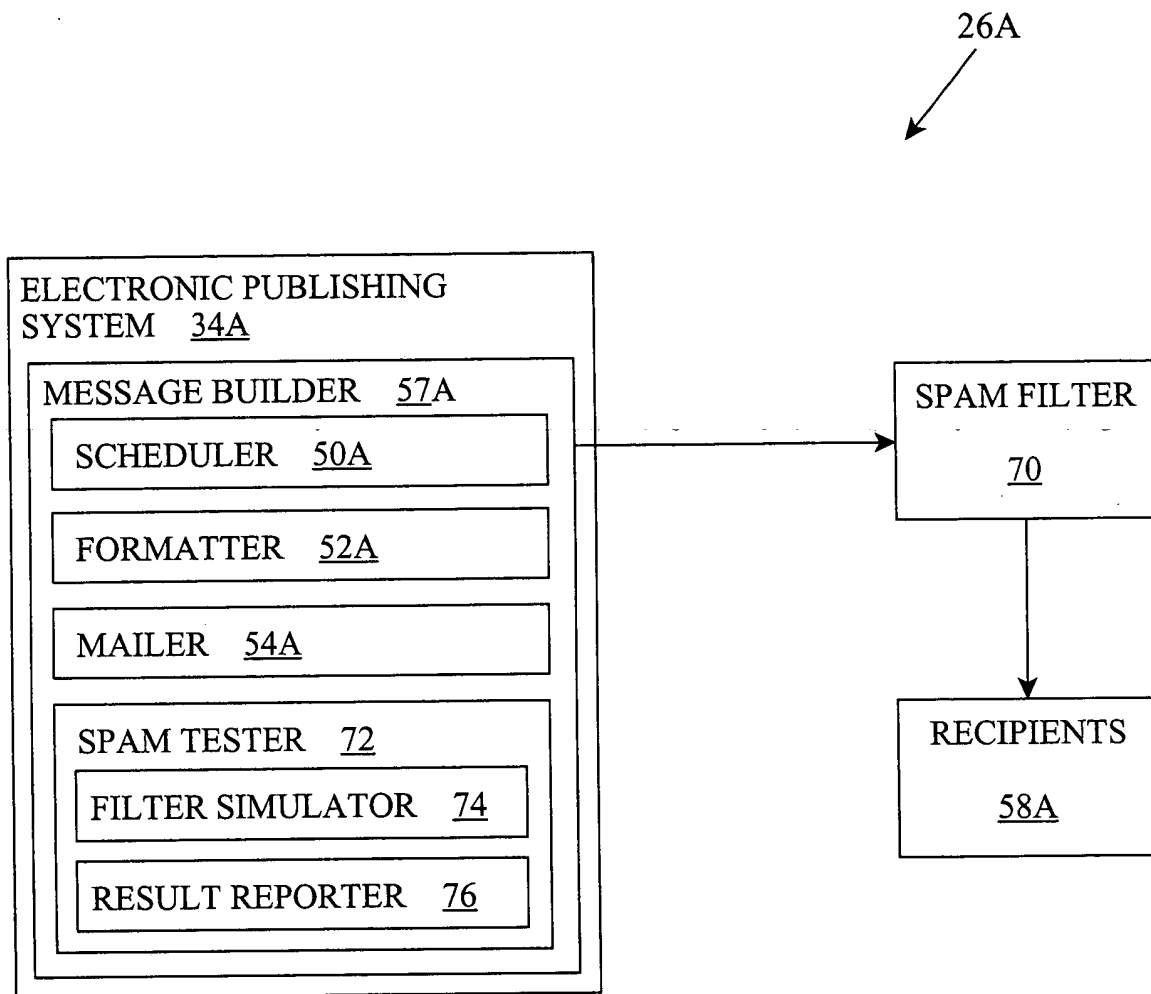 26A
ELECTRONIC PUBLISHING
SYSTEM 34A
MESSAGE BUILDER 57A
SCHEDULER 50A
FORMATTER 52A
MAILER 54A
SPAM TESTER 72
FILTER SIMULATOR 74
RESULT REPORTER 76
SPAM FILTER
70
RECIPIENTS
58A